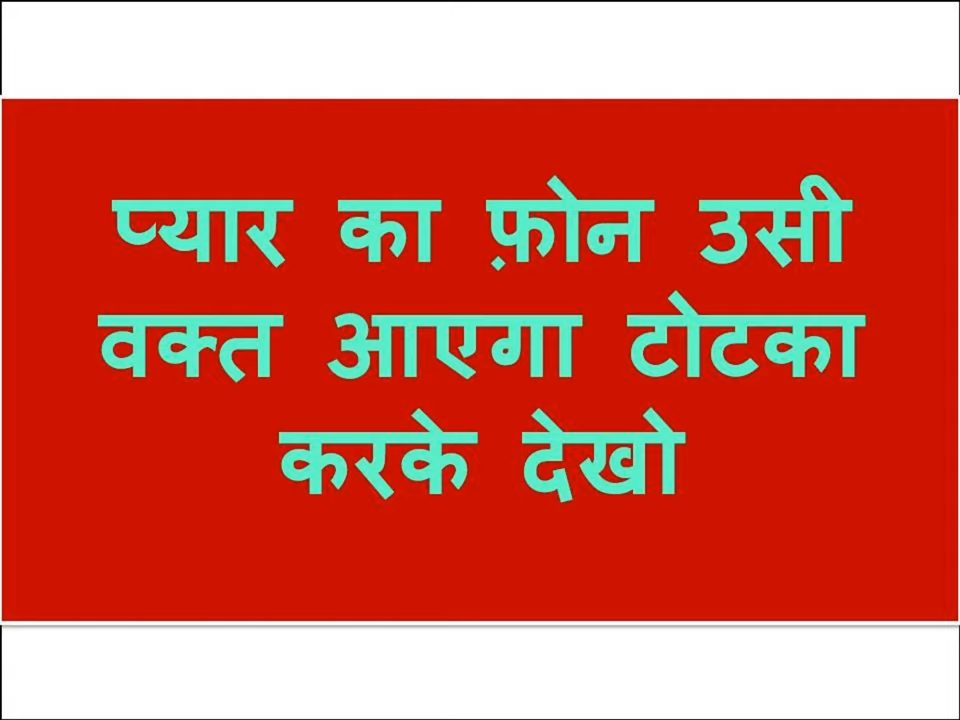 प्यार का फ़ोन उसी
वक्त आएगा टोटका
करके देखो